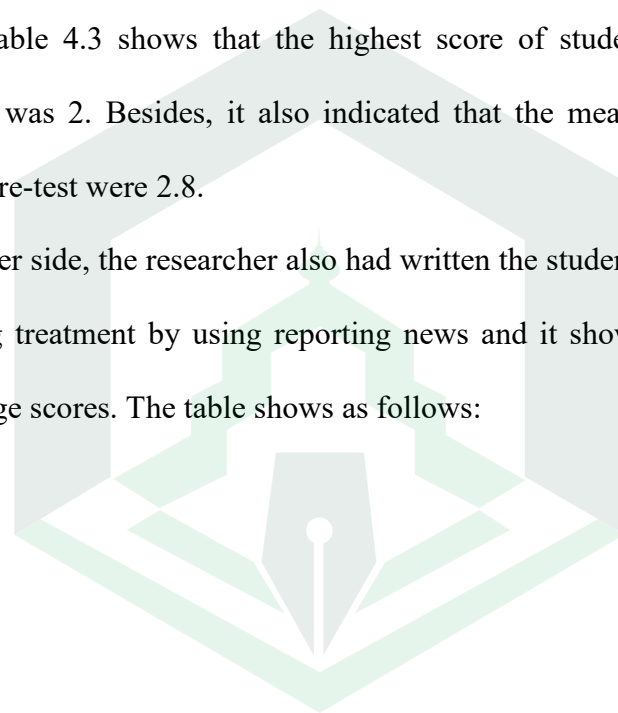 able 4.3 shows that the highest score of stude
was 2. Besides, it also indicated that the mea
re-test were 2.8.
er side, the researcher also had written the studen
g treatment by using reporting news and it show
ge scores. The table shows as follows: